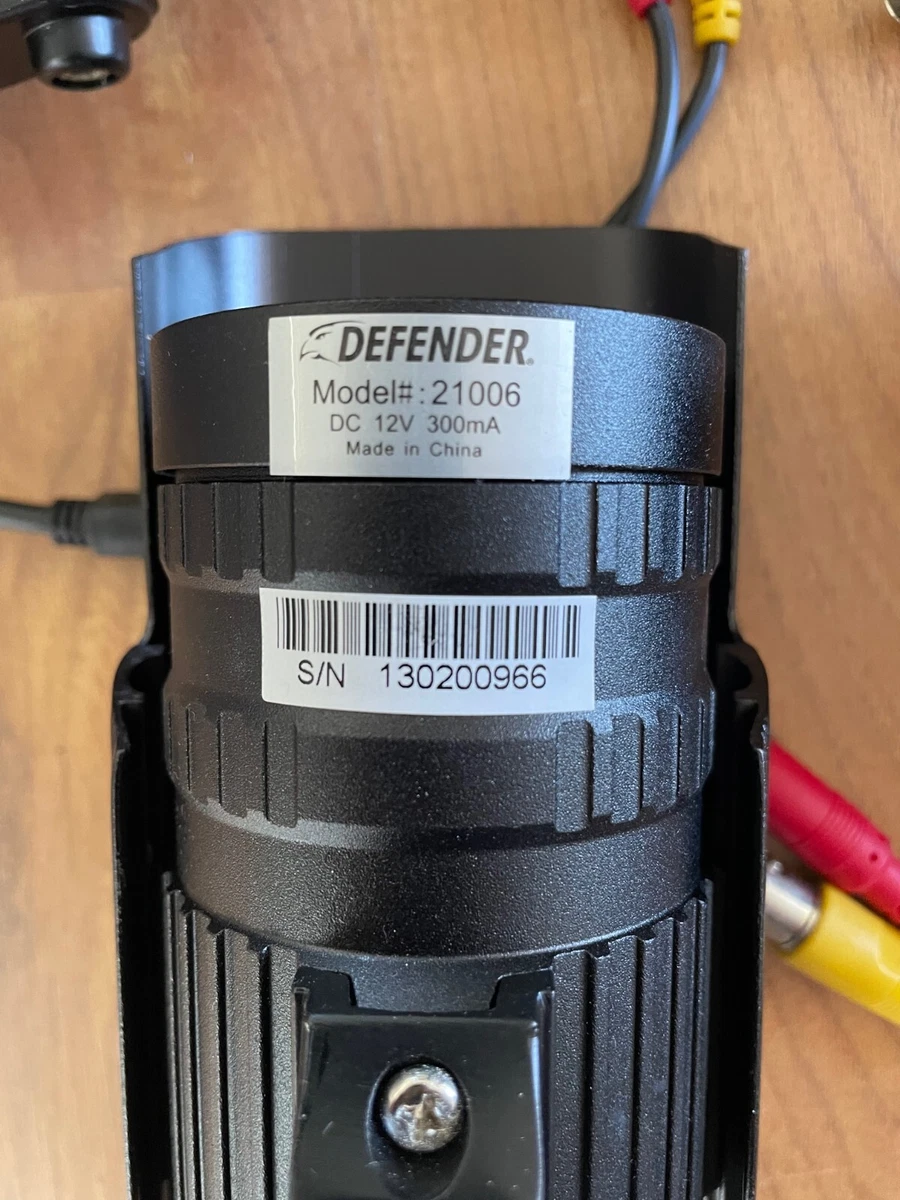 DEFENDER®
Model#: 21006
DC 12V 300mA
Made in China
S/N 130200966